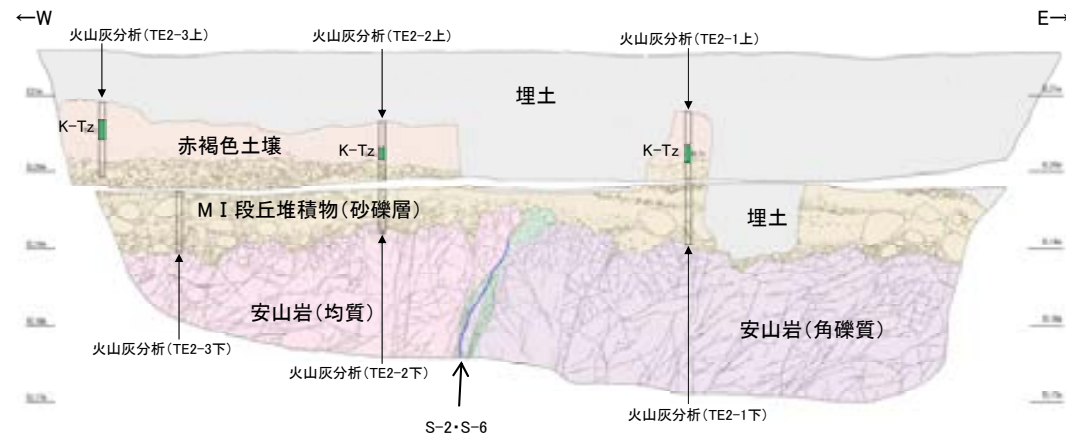 ←W
E→
火山灰分析(TE2-3上)
火山灰分析(TE2-2上)
火山灰分析(TE2-1上)
埋土
K-Tz
赤褐色土壌
K-Tz
K-Tz
MⅠ段丘堆積物(砂礫層)
埋土
安山岩(均質)
安山岩(角礫質)
火山灰分析(TE2-3下)
火山灰分析(TE2-2下)
火山灰分析(TE2-1下)
S-2・S-6